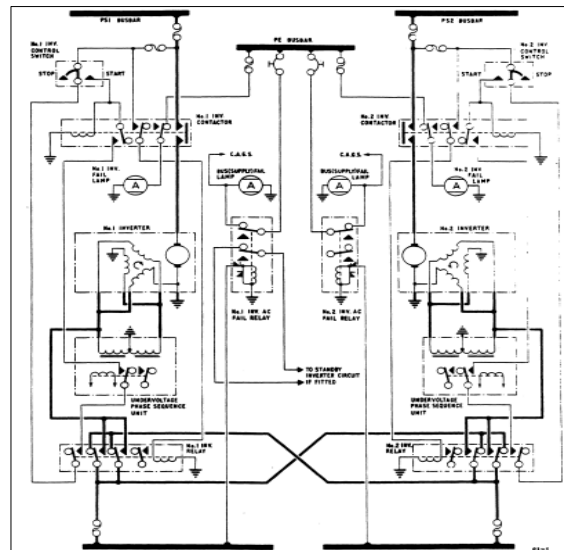 PS1 BUSBAR
PS2 BUSBAR
PE BUSBAR
No.1 INV.
CONTROL
SWITCH
STOP
START
No.2 INV.
CONTROL
SWITCH
START
STOP
No.1 INV.
CONTACTOR
No.2 INV.
CONTACTOR
C.A.G.S.
C.A.G.S.
No.1 INV.
FAIL
LAMP
A
BUS(SUPPLY)FAIL
LAMP
A
BUS(SUPPLY)FAIL
LAMP
A
A
No.2 INV.
FAIL
LAMP
No.1 INVERTER
No.2 INVERTER
No.1 INV. AC
FAIL RELAY
No.2 INV. AC
FAIL RELAY
TO STANDBY
INVERTER CIRCUIT
IF FITTED
UNDERVOLTAGE
PHASE SEQUENCE
UNIT
UNDERVOLTAGE
PHASE SEQUENCE
UNIT
No.1 INV.
RELAY
No.2 INV.
RELAY